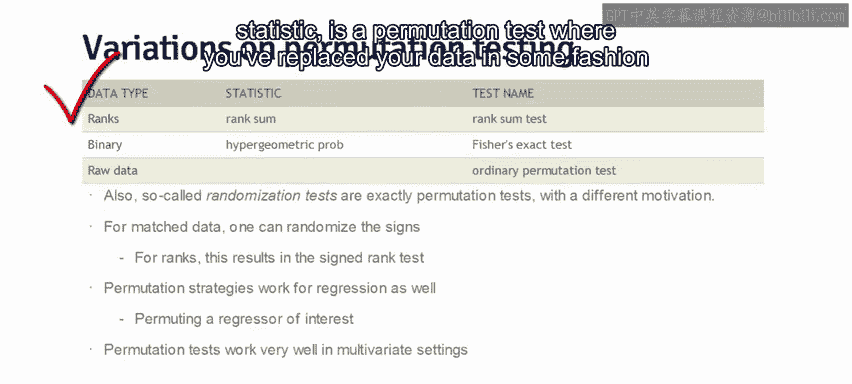 GPT中英字幕课程资源@bilibili.com
statistic, is a permutation test where
Variations on permutation testing
you've replaced your data in some fashion
DATA TYPE STATISTIC TEST NAME
Ranks rank sum rank sum test
Binary hypergeometric prob Fisher's exact test
Raw data ordinary permutation test
· Also, so-called randomization tests are exactly permutation tests, with a different motivation.
· For matched data, one can randomize the signs
- For ranks, this results in the signed rank test
· Permutation strategies work for regression as well
- Permuting a regressor of interest
· Permutation tests work very well in multivariate settings